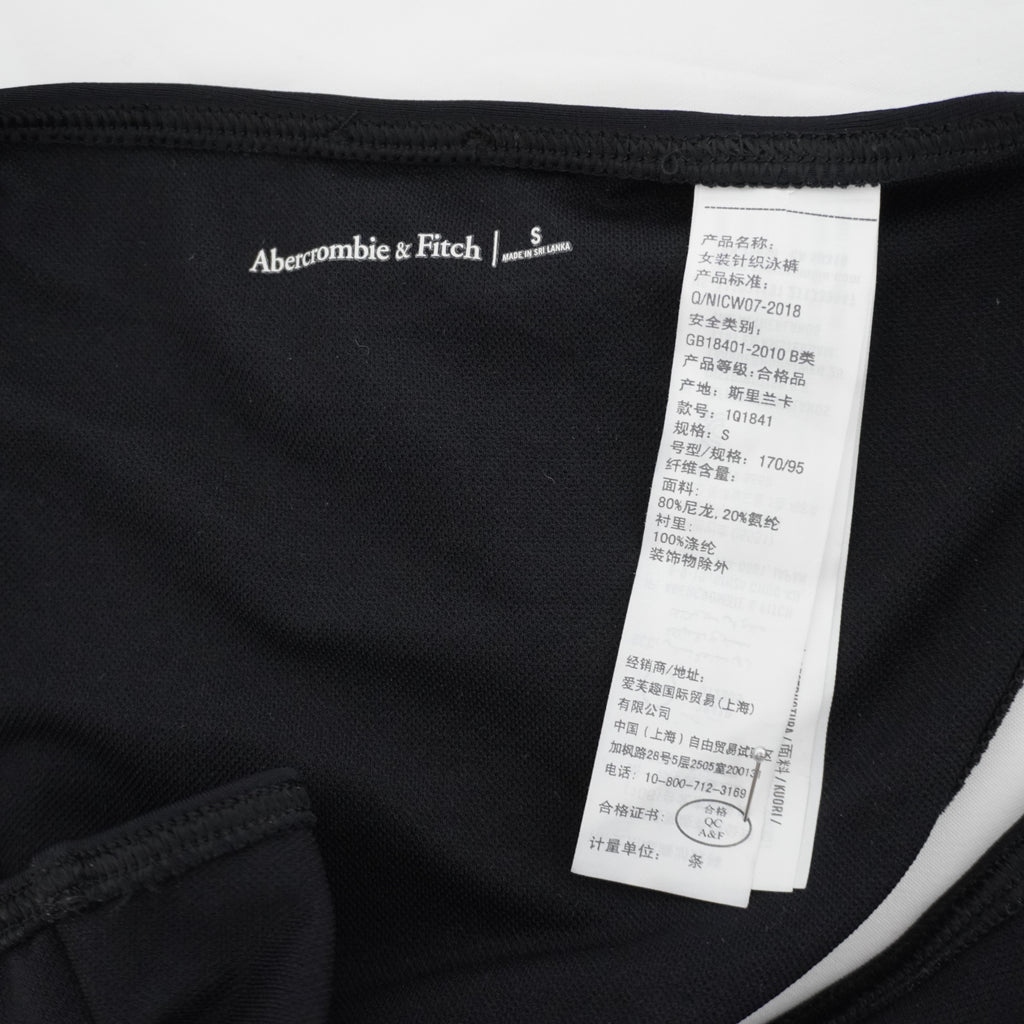 Abercrombie & Fitch
S
MADE IN SRI LANKA
产品名称:
女装针织泳裤
产品标准:
Q/NICW07-2018
安全类别:
GB18401-2010 B类
产品等级:合格品
产地: 斯里兰卡
款号: 1Q1841
规格: S
号型/规格: 170/95
纤维含量:
面料:
80%尼龙,20%氨纶
衬里:
100%涤纶
装饰物除外
经销商/地址:
爱芙趣国际贸易(上海)
有限公司
中国(上海)自由贸易试 区
加枫路28号5层2505室20013
电话: 10-800-712-3169
合格证书:
合格
QC
A&F
计量单位: 条
/ 面料 / KUORI /